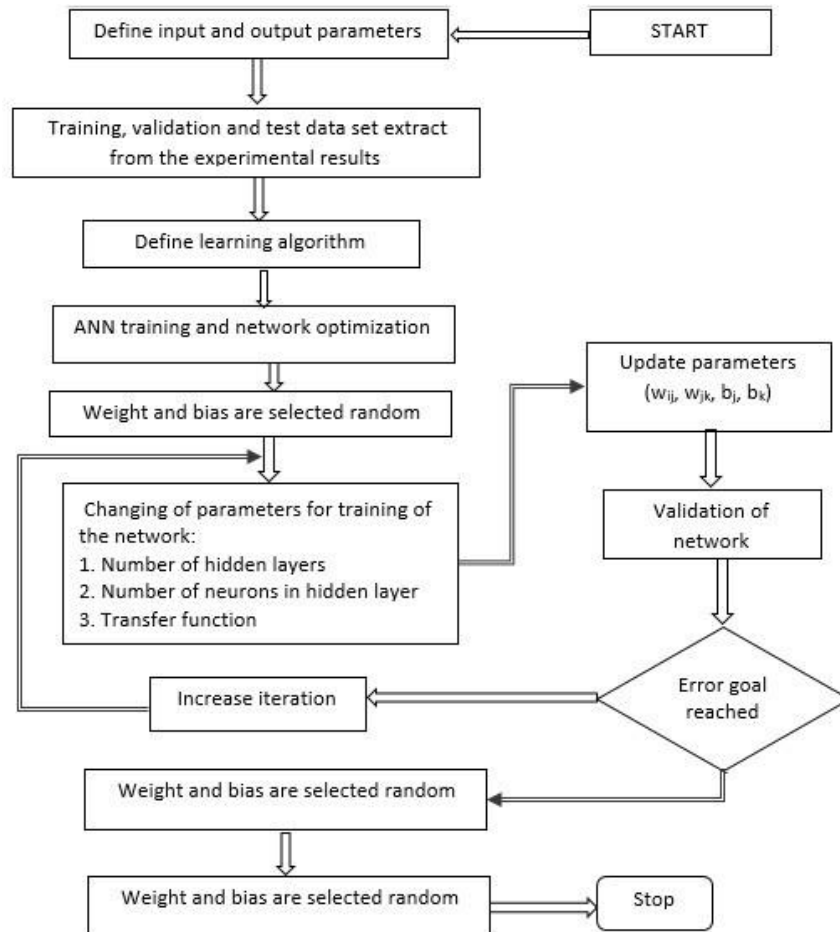 START
Define input and output parameters
Training, validation and test data set extract
from the experimental results
Define learning algorithm
ANN training and network optimization
Weight and bias are selected random
Changing of parameters for training of
the network:
1. Number of hidden layers
2. Number of neurons in hidden layer
3. Transfer function
Update parameters
(wᵢⱼ, wⱼₖ, bⱼ, bₖ)
Validation of
network
Error goal
reached
Increase iteration
Weight and bias are selected random
Weight and bias are selected random
Stop